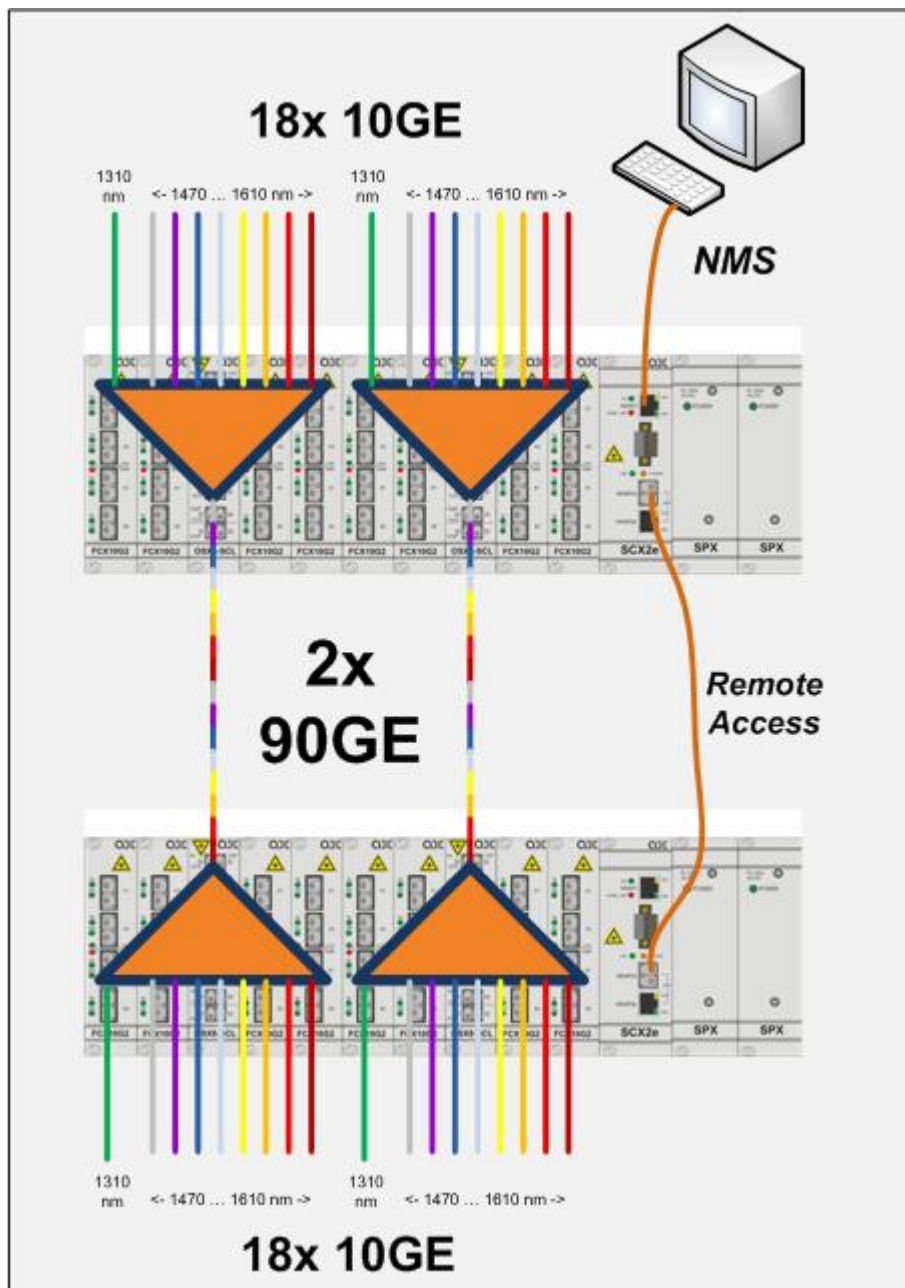 18x 10GE
1310
nm
<- 1470 ... 1610 nm ->
1310
nm
<- 1470 ... 1610 nm ->
NMS
FCX10G2 FCX10G2 FCX10G2 FCX10G2 FCX10G2 FCX10G2 FCX10G2 SCX2e SPX SPX
2x
90GE
Remote
Access
SCX2e SPX SPX
1310
nm
<- 1470 ... 1610 nm ->
1310
nm
<- 1470 ... 1610 nm ->
18x 10GE